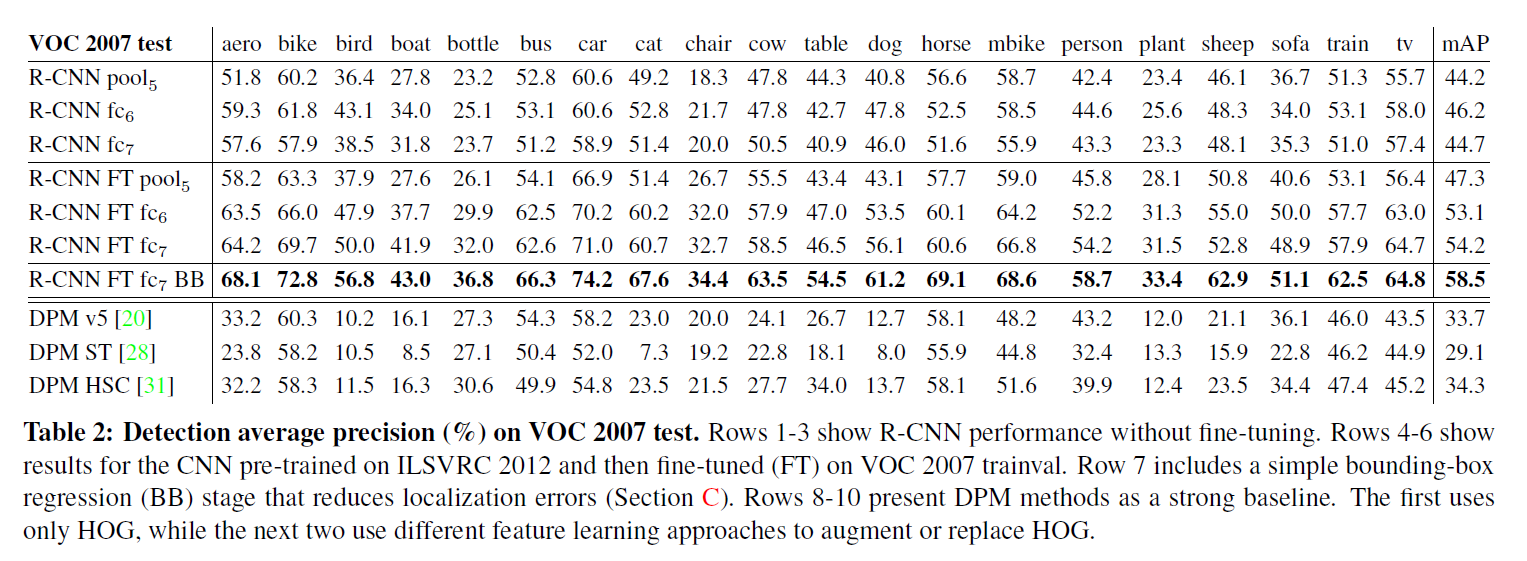 VOC 2007 test aero bike bird boat bottle bus car cat chair cow table dog horse mbike person plant sheep sofa train tv mAP
R-CNN pool5 51.8 60.2 36.4 27.8 23.2 52.8 60.6 49.2 18.3 47.8 44.3 40.8 56.6 58.7 42.4 23.4 46.1 36.7 51.3 55.7 44.2
R-CNN fc6 59.3 61.8 43.1 34.0 25.1 53.1 60.6 52.8 21.7 47.8 42.7 47.8 52.5 58.5 44.6 25.6 48.3 34.0 53.1 58.0 46.2
R-CNN fc7 57.6 57.9 38.5 31.8 23.7 51.2 58.9 51.4 20.0 50.5 40.9 46.0 51.6 55.9 43.3 23.3 48.1 35.3 51.0 57.4 44.7
R-CNN FT pool5 58.2 63.3 37.9 27.6 26.1 54.1 66.9 51.4 26.7 55.5 43.4 43.1 57.7 59.0 45.8 28.1 50.8 40.6 53.1 56.4 47.3
R-CNN FT fc6 63.5 66.0 47.9 37.7 29.9 62.5 70.2 60.2 32.0 57.9 47.0 53.5 60.1 64.2 52.2 31.3 55.0 50.0 57.7 63.0 53.1
R-CNN FT fc7 64.2 69.7 50.0 41.9 32.0 62.6 71.0 60.7 32.7 58.5 46.5 56.1 60.6 66.8 54.2 31.5 52.8 48.9 57.9 64.7 54.2
R-CNN FT fc7 BB 68.1 72.8 56.8 43.0 36.8 66.3 74.2 67.6 34.4 63.5 54.5 61.2 69.1 68.6 58.7 33.4 62.9 51.1 62.5 64.8 58.5
DPM v5 [20] 33.2 60.3 10.2 16.1 27.3 54.3 58.2 23.0 20.0 24.1 26.7 12.7 58.1 48.2 43.2 12.0 21.1 36.1 46.0 43.5 33.7
DPM ST [28] 23.8 58.2 10.5 8.5 27.1 50.4 52.0 7.3 19.2 22.8 18.1 8.0 55.9 44.8 32.4 13.3 15.9 22.8 46.2 44.9 29.1
DPM HSC [31] 32.2 58.3 11.5 16.3 30.6 49.9 54.8 23.5 21.5 27.7 34.0 13.7 58.1 51.6 39.9 12.4 23.5 34.4 47.4 45.2 34.3
Table 2: Detection average precision (%) on VOC 2007 test. Rows 1-3 show R-CNN performance without fine-tuning. Rows 4-6 show
results for the CNN pre-trained on ILSVRC 2012 and then fine-tuned (FT) on VOC 2007 trainval. Row 7 includes a simple bounding-box
regression (BB) stage that reduces localization errors (Section C). Rows 8-10 present DPM methods as a strong baseline. The first uses
only HOG, while the next two use different feature learning approaches to augment or replace HOG.